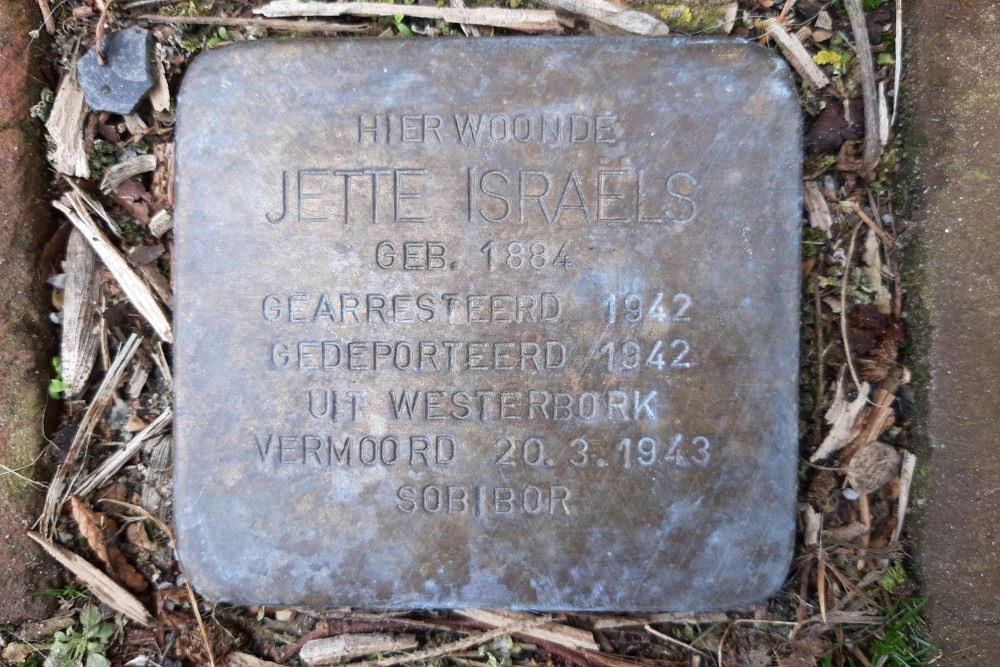 HIER WOONDE
JETTE ISRAËLS
GEB. 1884
GEARRESTEERD 1942
GEDEPORTEERD 1942
UIT WESTERBORK
VERMOORD 20.3.1943
SOBIBOR